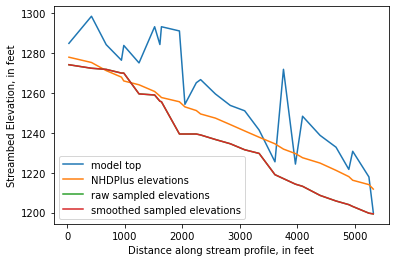 1300
1280
1260
1240
1220
1200
Streambed Elevation, in feet
model top
NHDPlus elevations
raw sampled elevations
smoothed sampled elevations
0
1000
2000
3000
4000
5000
Distance along stream profile, in feet